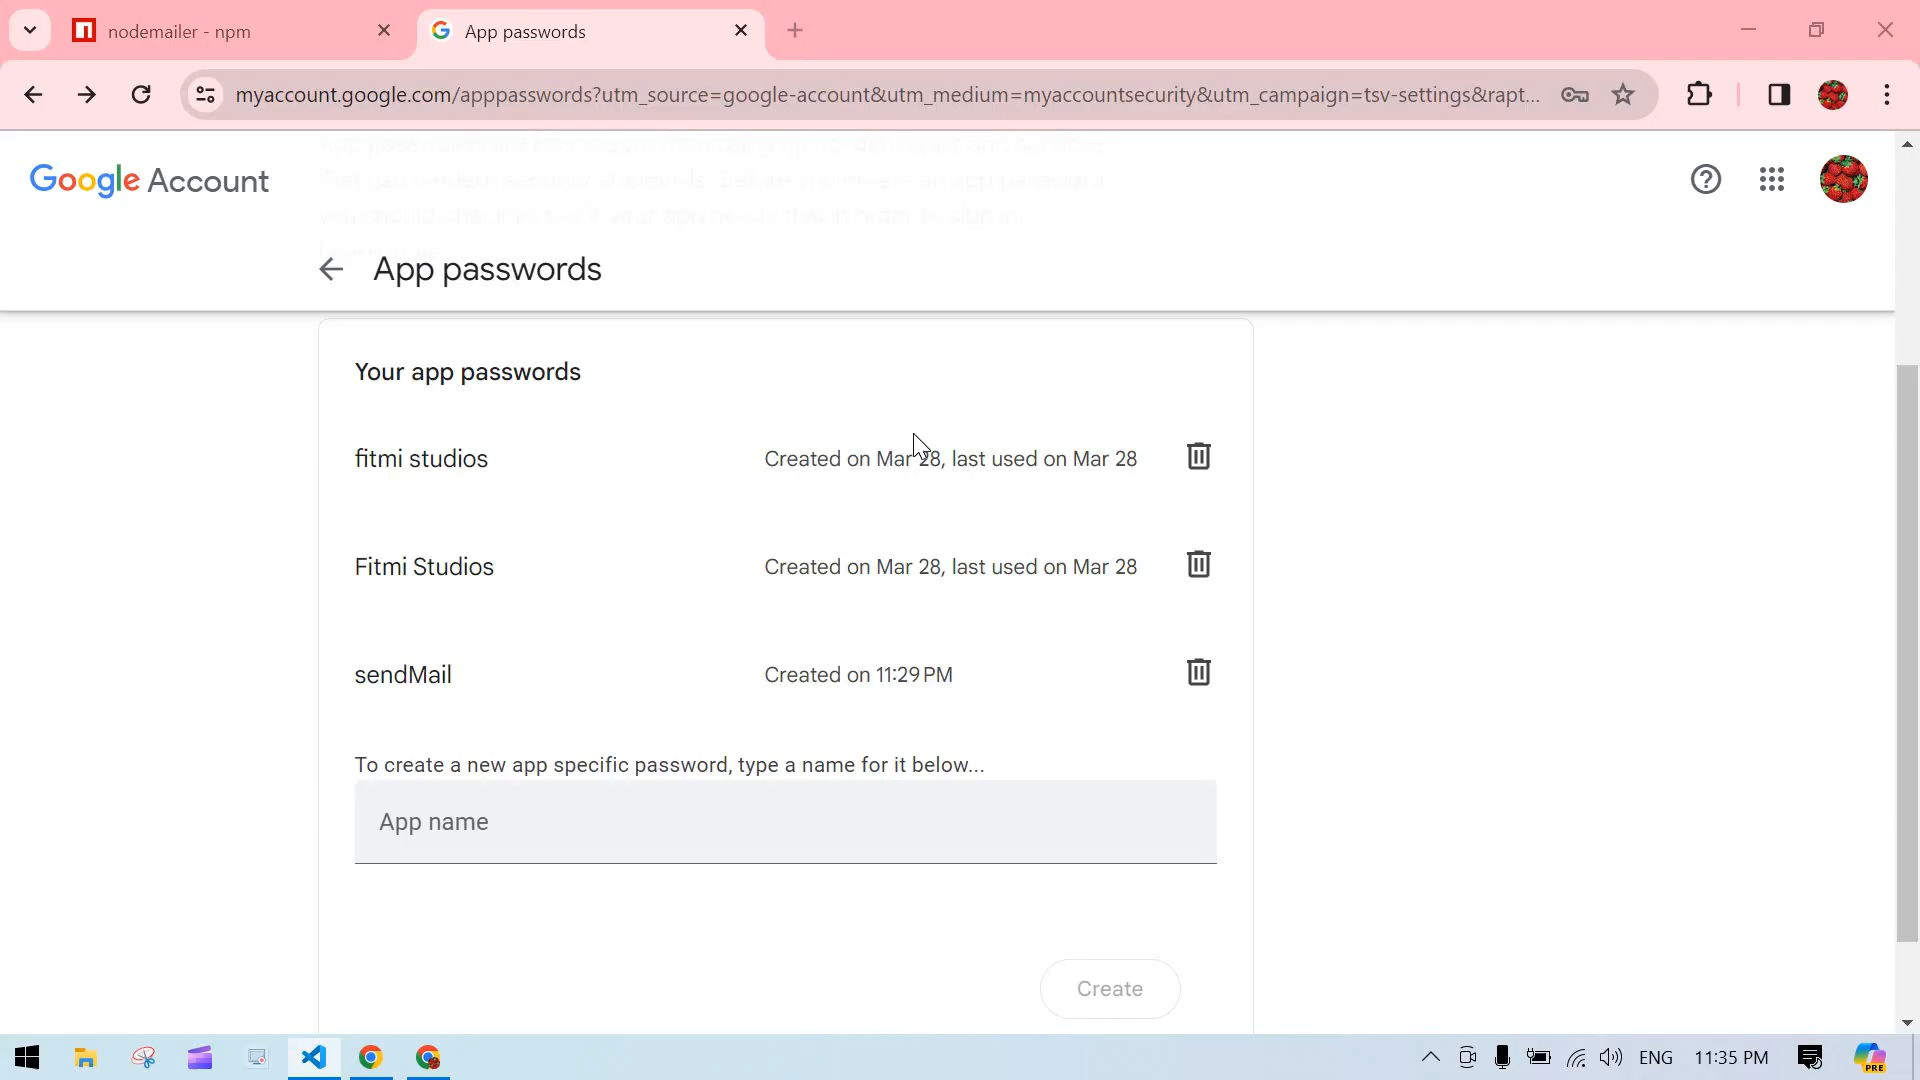 nodemailer - npm
App passwords
myaccount.google.com/apppasswords?utm_source=google-account&utm_medium=myaccountsecurity&utm_campaign=tsv-settings&rapt...
Google Account
App passwords
Your app passwords
fitmi studios
Created on Mar 28, last used on Mar 28
Fitmi Studios
Created on Mar 28, last used on Mar 28
sendMail
Created on 11:29 PM
To create a new app specific password, type a name for it below...
App name
Create
ENG
11:35 PM
PRE